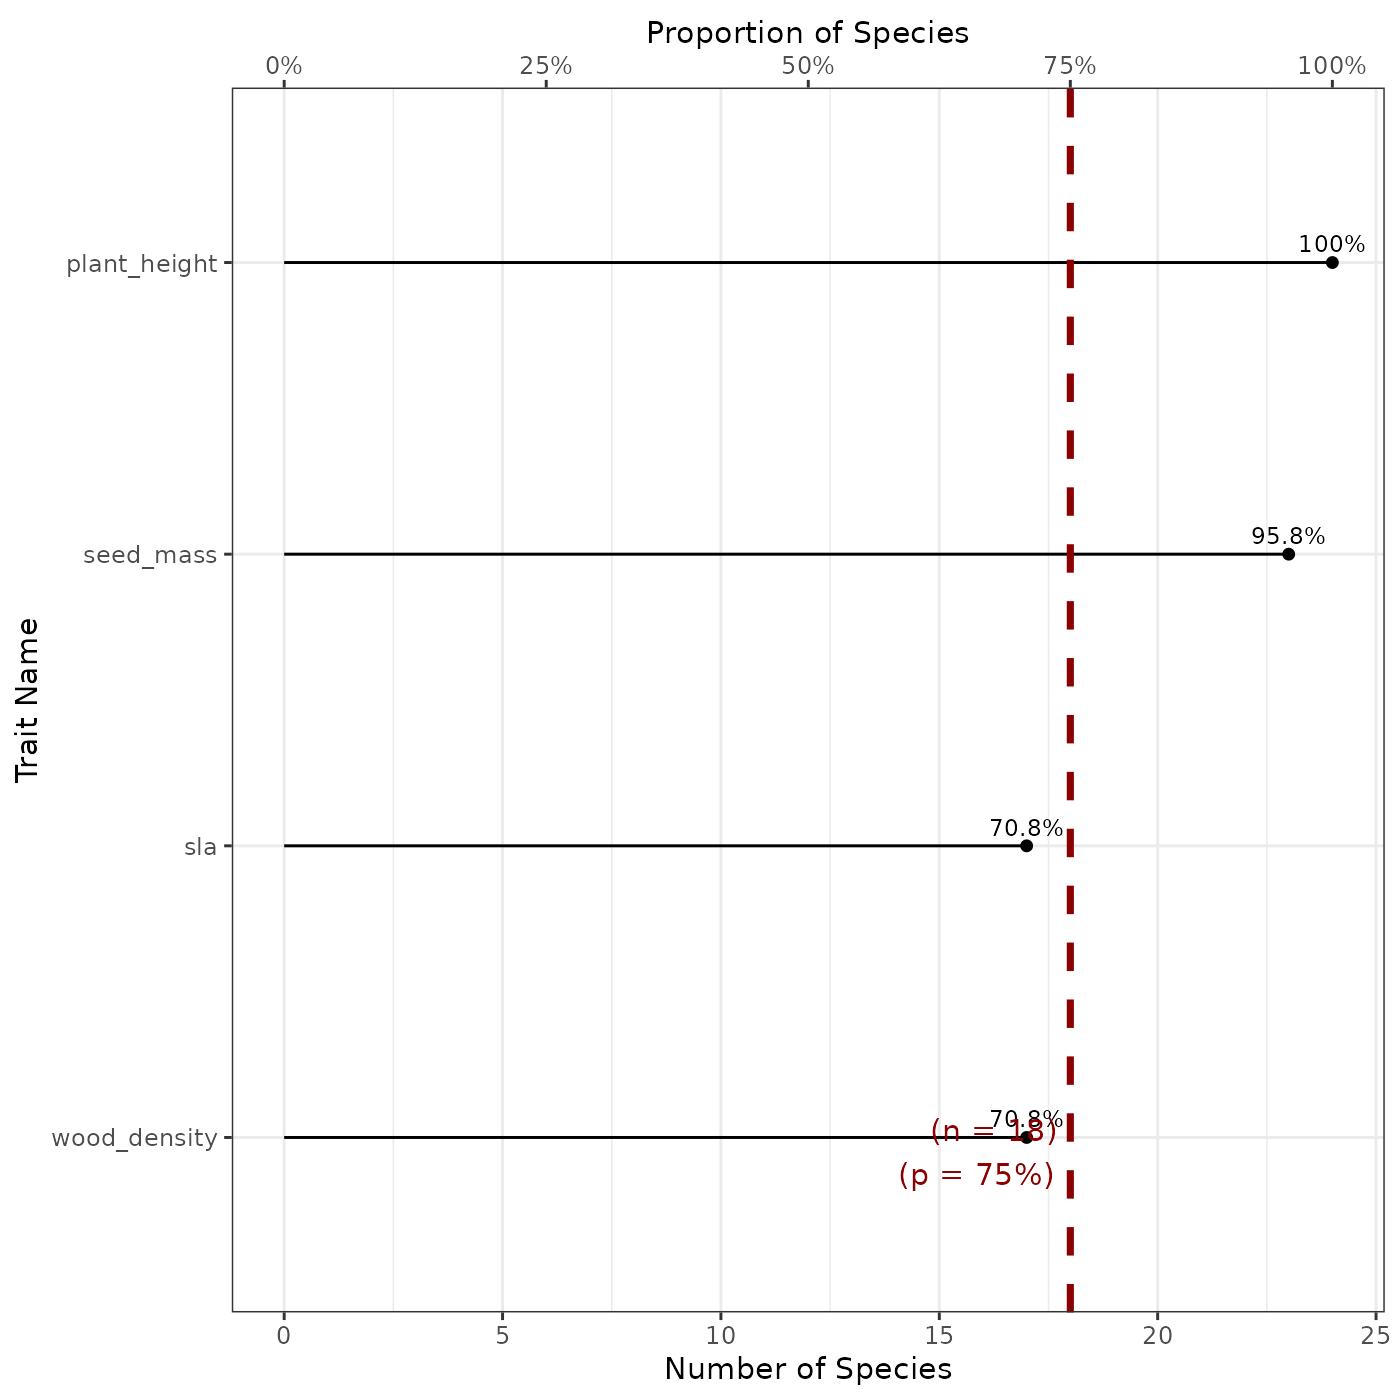 Proportion of Species
0% 25% 50% 75% 100%
plant_height
100%
seed_mass
95.8%
sla
70.8%
wood_density
70.8%
(n = 18)
(p = 75%)
Trait Name
0 5 10 15 20 25
Number of Species